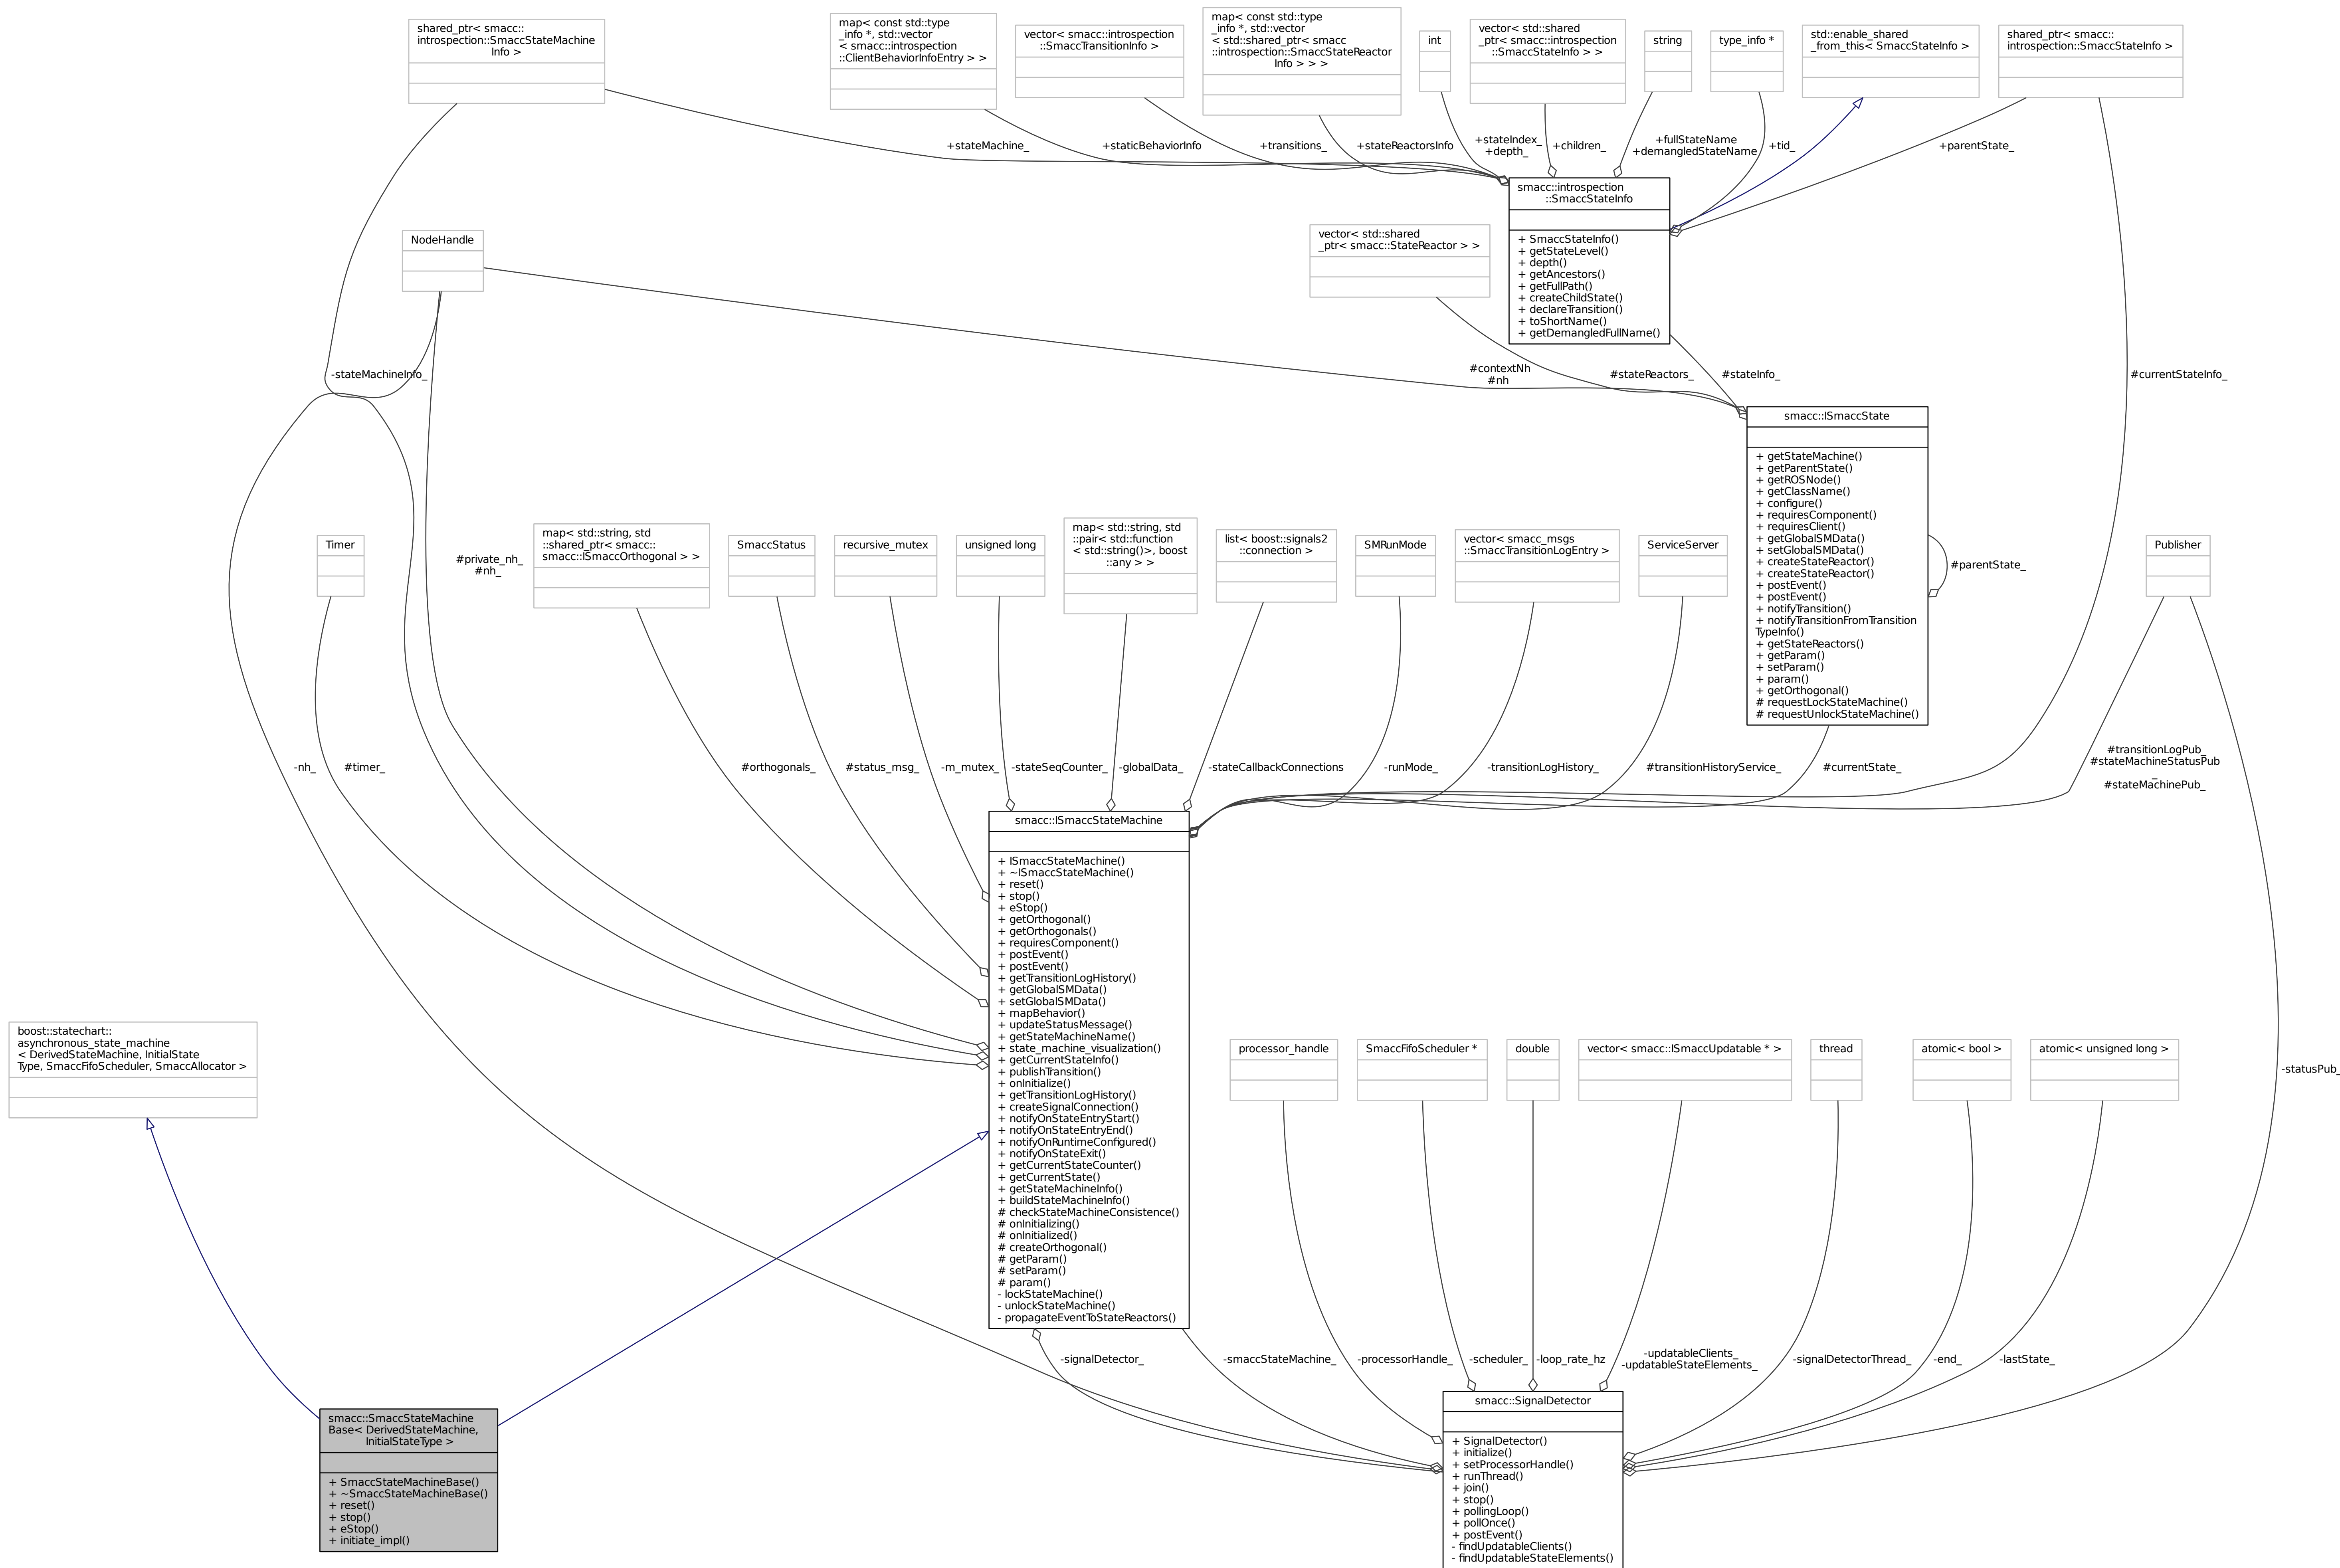 shared_ptr< smacc::
introspection::SmaccStateMachine
Info >
map< const std::type
_info *, std::vector
< smacc::introspection
::ClientBehaviorInfoEntry > >
vector< smacc::introspection
::SmaccTransitionInfo >
map< const std::type
_info *, std::vector
< std::shared_ptr< smacc
::introspection::SmaccStateReactor
Info > > >
int
vector< std::shared
_ptr< smacc::introspection
::SmaccStateInfo > >
string
type_info *
std::enable_shared
_from_this< SmaccStateInfo >
shared_ptr< smacc::
introspection::SmaccStateInfo >
+stateMachine_
+staticBehaviorInfo
+transitions_
+stateReactorsInfo
+stateIndex_
+depth_
+children_
+fullStateName
+demangledStateName
+tid_
+parentState_
smacc::introspection
::SmaccStateInfo
+ SmaccStateInfo()
+ getStateLevel()
+ depth()
+ getAncestors()
+ getFullPath()
+ createChildState()
+ declareTransition()
+ toShortName()
+ getDemangledFullName()
NodeHandle
vector< std::shared
_ptr< smacc::StateReactor > >
-stateMachineInfo_
#contextNh
#nh
#stateReactors_
#stateInfo_
#currentStateInfo_
smacc::ISmaccState
+ getStateMachine()
+ getParentState()
+ getROSNode()
+ getClassName()
+ configure()
+ requiresComponent()
+ requiresClient()
+ getGlobalSMData()
+ setGlobalSMData()
+ createStateReactor()
+ createStateReactor()
+ postEvent()
+ postEvent()
+ notifyTransition()
+ notifyTransitionFromTransition
TypeInfo()
+ getStateReactors()
+ getParam()
+ setParam()
+ param()
+ getOrthogonal()
# requestLockStateMachine()
# requestUnlockStateMachine()
#parentState_
Timer
#private_nh_
#nh_
map< std::string, std
::shared_ptr< smacc::
smacc::ISmaccOrthogonal > >
SmaccStatus
recursive_mutex
unsigned long
map< std::string, std
::pair< std::function
< std::string()>, boost
::any > >
list< boost::signals2
::connection >
SMRunMode
vector< smacc_msgs
::SmaccTransitionLogEntry >
ServiceServer
Publisher
-nh_
#timer_
#orthogonals_
#status_msg_
-m_mutex_
-stateSeqCounter_
-globalData_
-stateCallbackConnections
-runMode_
-transitionLogHistory_
#transitionHistoryService_
#currentState_
#transitionLogPub_
#stateMachineStatusPub
_
#stateMachinePub_
smacc::ISmaccStateMachine
+ ISmaccStateMachine()
+ ~ISmaccStateMachine()
+ reset()
+ stop()
+ eStop()
+ getOrthogonal()
+ getOrthogonals()
+ requiresComponent()
+ postEvent()
+ postEvent()
+ getTransitionLogHistory()
+ getGlobalSMData()
+ setGlobalSMData()
+ mapBehavior()
+ updateStatusMessage()
+ getStateMachineName()
+ state_machine_visualization()
+ getCurrentStateInfo()
+ publishTransition()
+ onInitialize()
+ getTransitionLogHistory()
+ createSignalConnection()
+ notifyOnStateEntryStart()
+ notifyOnStateEntryEnd()
+ notifyOnRuntimeConfigured()
+ notifyOnStateExit()
+ getCurrentStateCounter()
+ getCurrentState()
+ getStateMachineInfo()
+ buildStateMachineInfo()
# checkStateMachineConsistence()
# onInitializing()
# onInitialized()
# createOrthogonal()
# getParam()
# setParam()
# param()
- lockStateMachine()
- unlockStateMachine()
- propagateEventToStateReactors()
boost::statechart::
asynchronous_state_machine
< DerivedStateMachine, InitialState
Type, SmaccFifoScheduler, SmaccAllocator >
processor_handle
SmaccFifoScheduler *
double
vector< smacc::ISmaccUpdatable * >
thread
atomic< bool >
atomic< unsigned long >
-statusPub_
-signalDetector_
-smaccStateMachine_
-processorHandle_
-scheduler_
-loop_rate_hz
-updatableClients_
-updatableStateElements_
-signalDetectorThread_
-end_
-lastState_
smacc::SmaccStateMachine
Base< DerivedStateMachine,
InitialStateType >
+ SmaccStateMachineBase()
+ ~SmaccStateMachineBase()
+ reset()
+ stop()
+ eStop()
+ initiate_impl()
smacc::SignalDetector
+ SignalDetector()
+ initialize()
+ setProcessorHandle()
+ runThread()
+ join()
+ stop()
+ pollingLoop()
+ pollOnce()
+ postEvent()
- findUpdatableClients()
- findUpdatableStateElements()